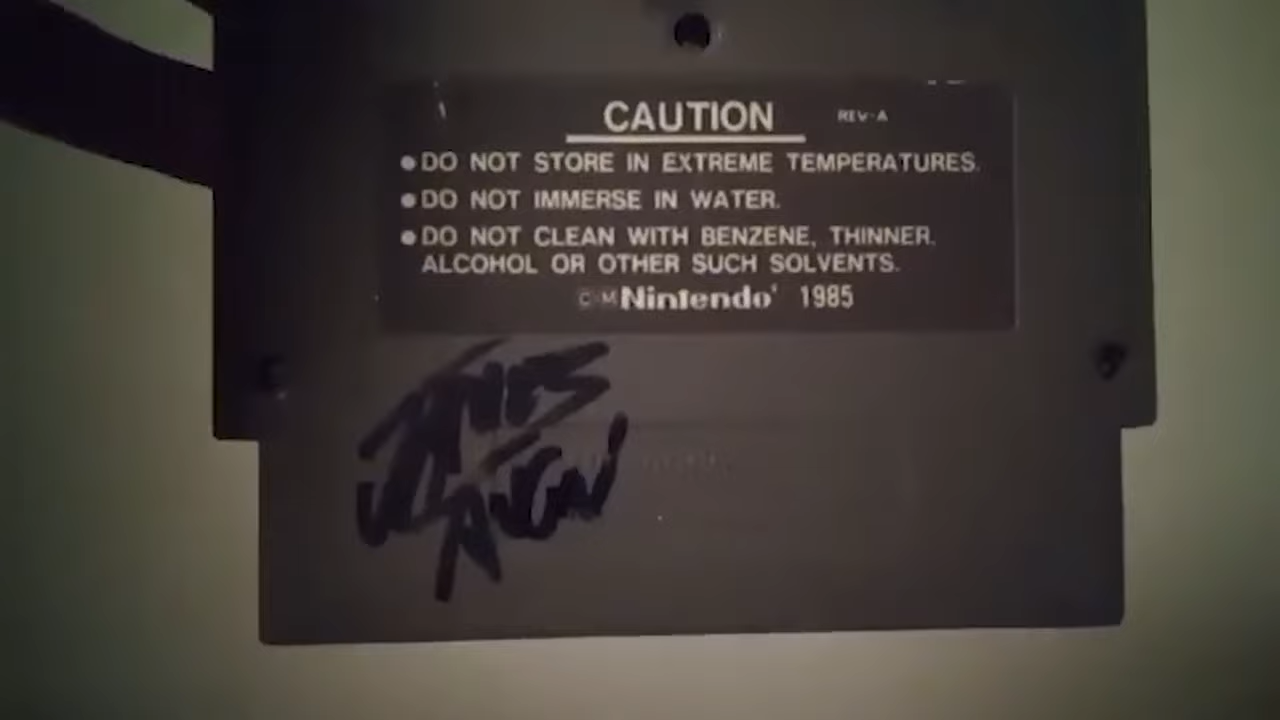 CAUTION REV-A
●DO NOT STORE IN EXTREME TEMPERATURES.
●DO NOT IMMERSE IN WATER.
●DO NOT CLEAN WITH BENZENE, THINNER,
ALCOHOL OR OTHER SUCH SOLVENTS.
Nintendo 1985